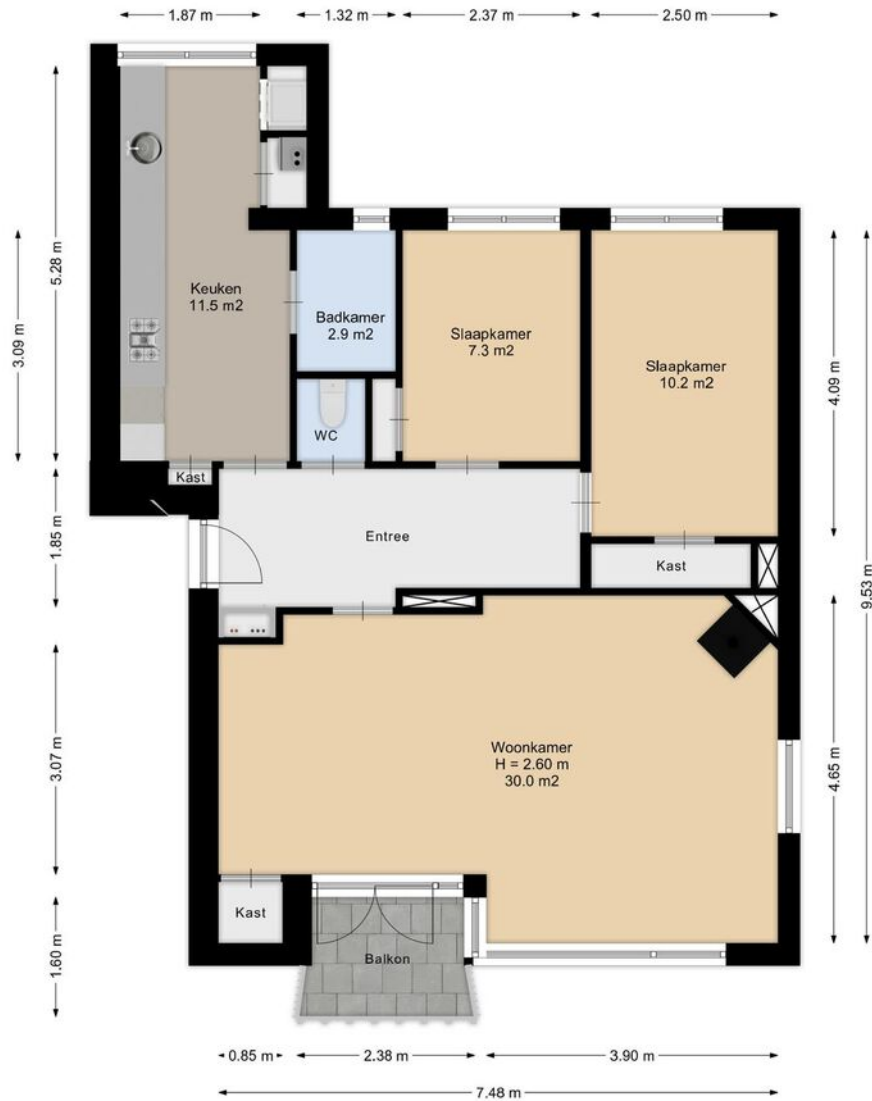 1.87 m
1.32 m
2.37 m
2.50 m
5.28 m
3.09 m
4.09 m
9.53 m
Keuken
11.5 m2
Badkamer
2.9 m2
Slaapkamer
7.3 m2
Slaapkamer
10.2 m2
WC
Kast
1.85 m
Entree
Kast
3.07 m
Woonkamer
H = 2.60 m
30.0 m2
4.65 m
Kast
Balkon
1.60 m
0.85 m
2.38 m
3.90 m
7.48 m